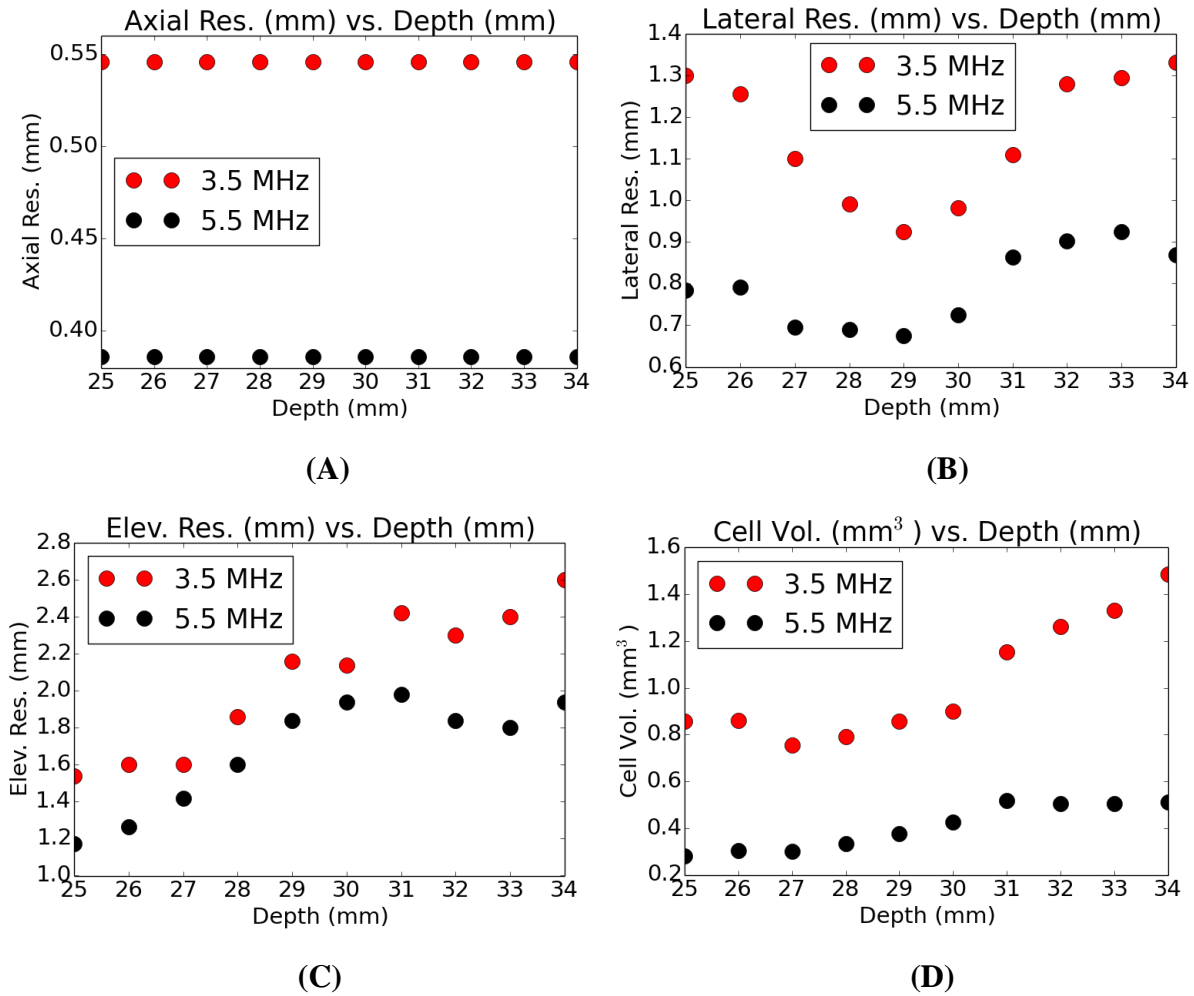 Axial Res. (mm) vs. Depth (mm)
0.55
0.50
0.45
0.40
Axial Res. (mm)
3.5 MHz
5.5 MHz
25 26 27 28 29 30 31 32 33 34
Depth (mm)
(A)
Lateral Res. (mm) vs. Depth (mm)
1.4
1.3
1.2
1.1
1.0
0.9
0.8
0.7
0.6
Lateral Res. (mm)
3.5 MHz
5.5 MHz
25 26 27 28 29 30 31 32 33 34
Depth (mm)
(B)
Elev. Res. (mm) vs. Depth (mm)
2.8
2.6
2.4
2.2
2.0
1.8
1.6
1.4
1.2
1.0
Elev. Res. (mm)
3.5 MHz
5.5 MHz
25 26 27 28 29 30 31 32 33 34
Depth (mm)
(C)
Cell Vol. (mm³ ) vs. Depth (mm)
1.6
1.4
1.2
1.0
0.8
0.6
0.4
0.2
Cell Vol. (mm³ )
3.5 MHz
5.5 MHz
25 26 27 28 29 30 31 32 33 34
Depth (mm)
(D)